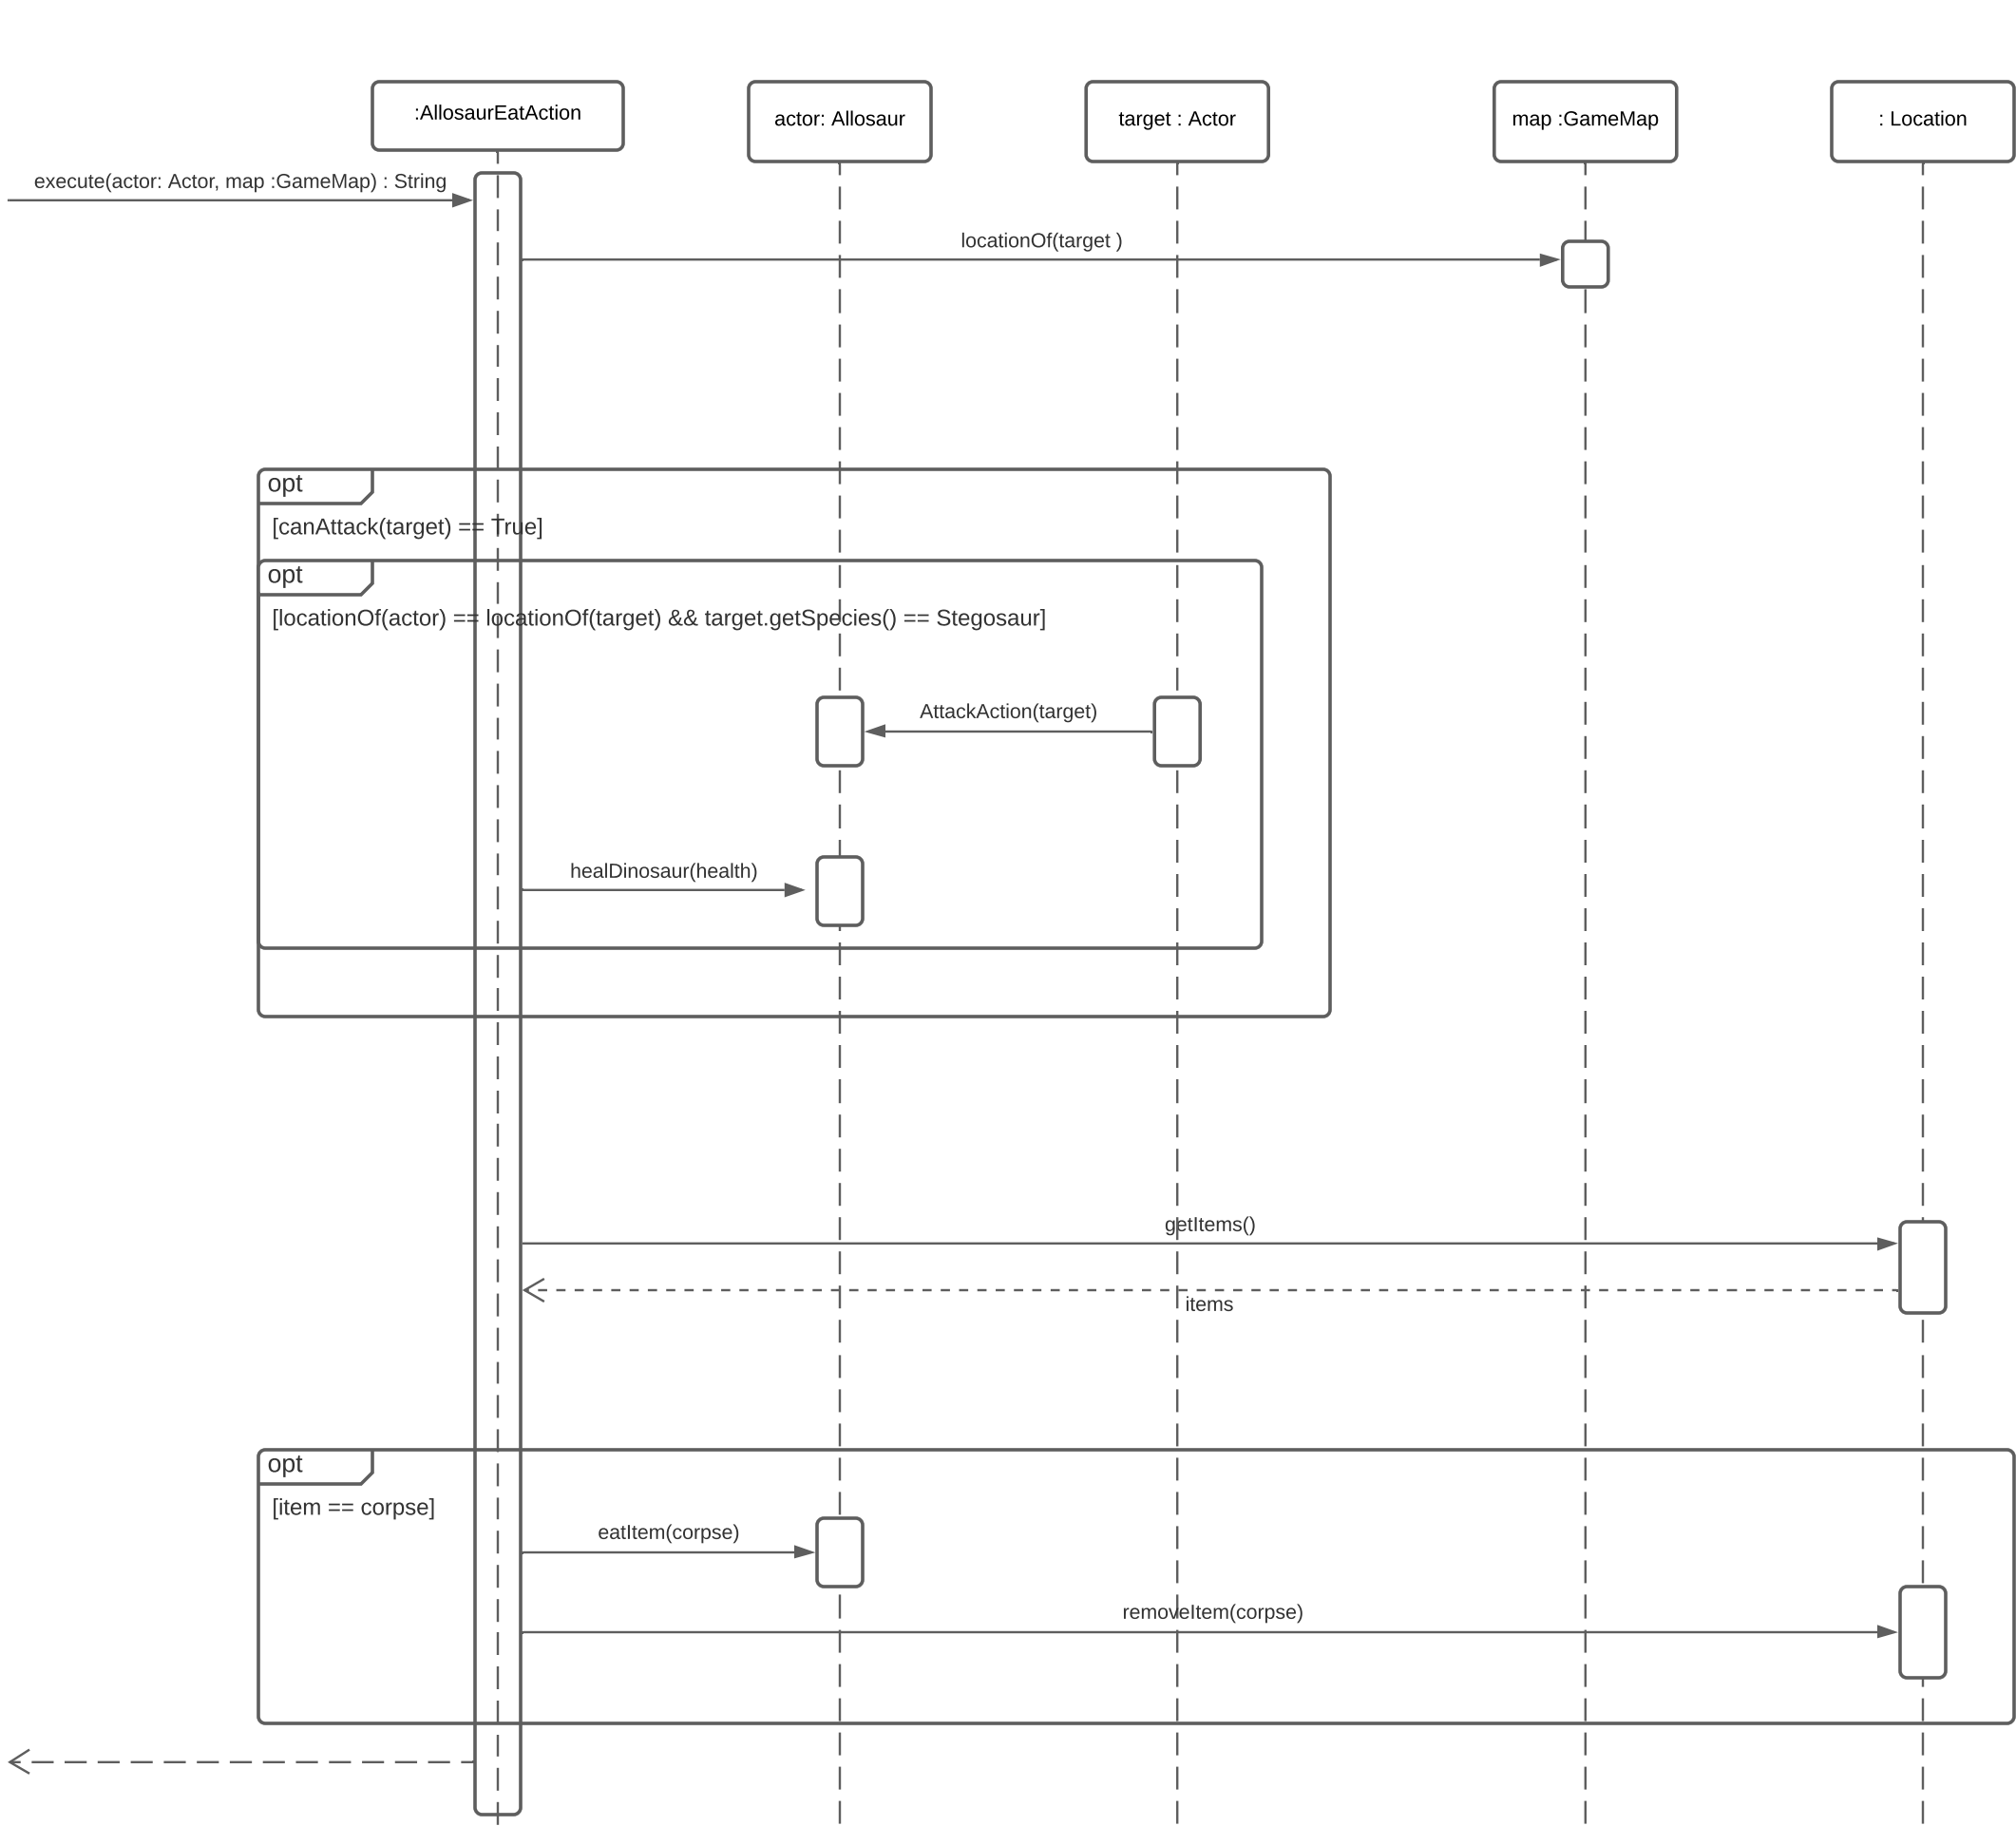 :AllosaurEatAction
actor: Allosaur
target : Actor
map :GameMap
: Location
execute(actor: Actor, map :GameMap) : String
locationOf(target )
opt
[canAttack(target) == True]
opt
[locationOf(actor) == locationOf(target) && target.getSpecies() == Stegosaur]
AttackAction(target)
healDinosaur(health)
getItems()
items
opt
[item == corpse]
eatItem(corpse)
removeItem(corpse)